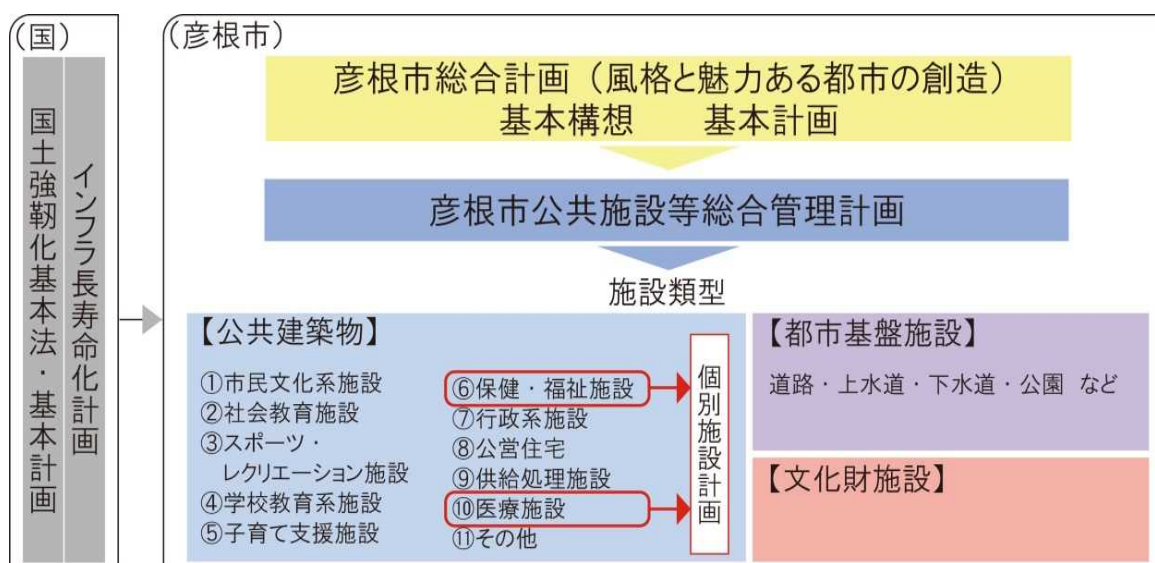 (国)
国土強靭化基本法・基本計画
インフラ長寿命化計画
(彦根市)
彦根市総合計画（風格と魅力ある都市の創造）
基本構想　　基本計画
彦根市公共施設等総合管理計画
施設類型
【公共建築物】
①市民文化系施設
②社会教育施設
③スポーツ・
レクリエーション施設
④学校教育系施設
⑤子育て支援施設
⑥保健・福祉施設
⑦行政系施設
⑧公営住宅
⑨供給処理施設
⑩医療施設
⑪その他
個別施設計画
【都市基盤施設】
道路・上水道・下水道・公園 など
【文化財施設】